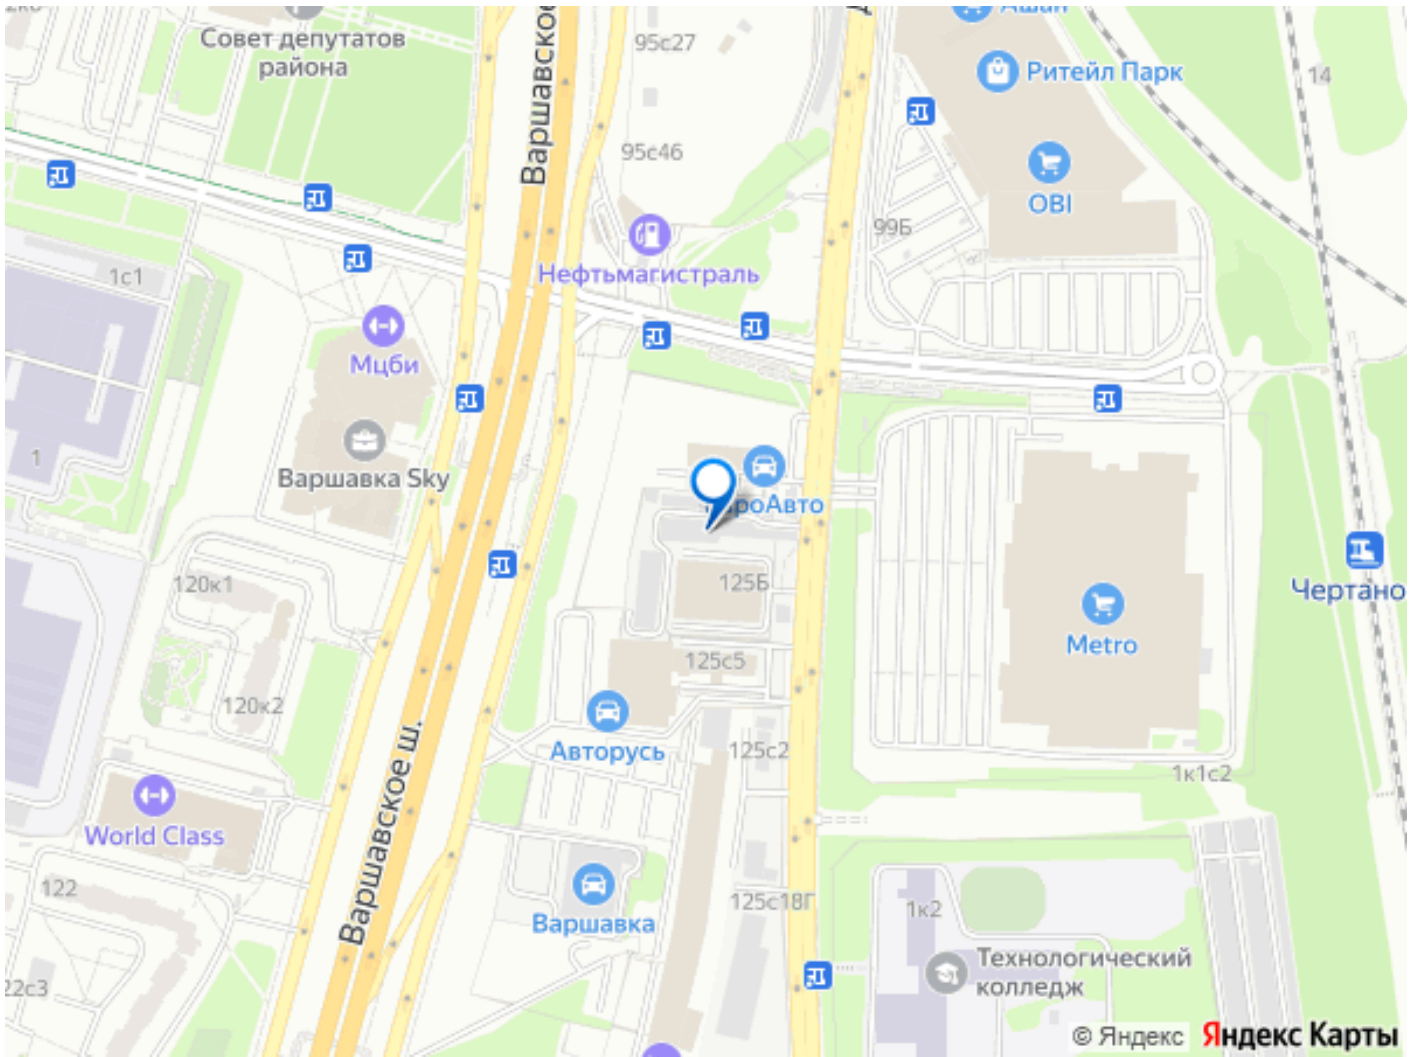 Совет депутатов
района
95с27
Варшавское
Ашан
Ритейл Парк
14
95с46
OBI
99Б
Нефтьмагистраль
1с1
Мцби
1
Варшавка Sky
120к1
125Б
Чертано
Metro
125с5
120к2
Авторусь
125с2
1к1с2
Варшавское ш.
World Class
122
125с18Г
1к2
Варшавка
Технологический
колледж
22с3
© Яндекс
Яндекс Карты